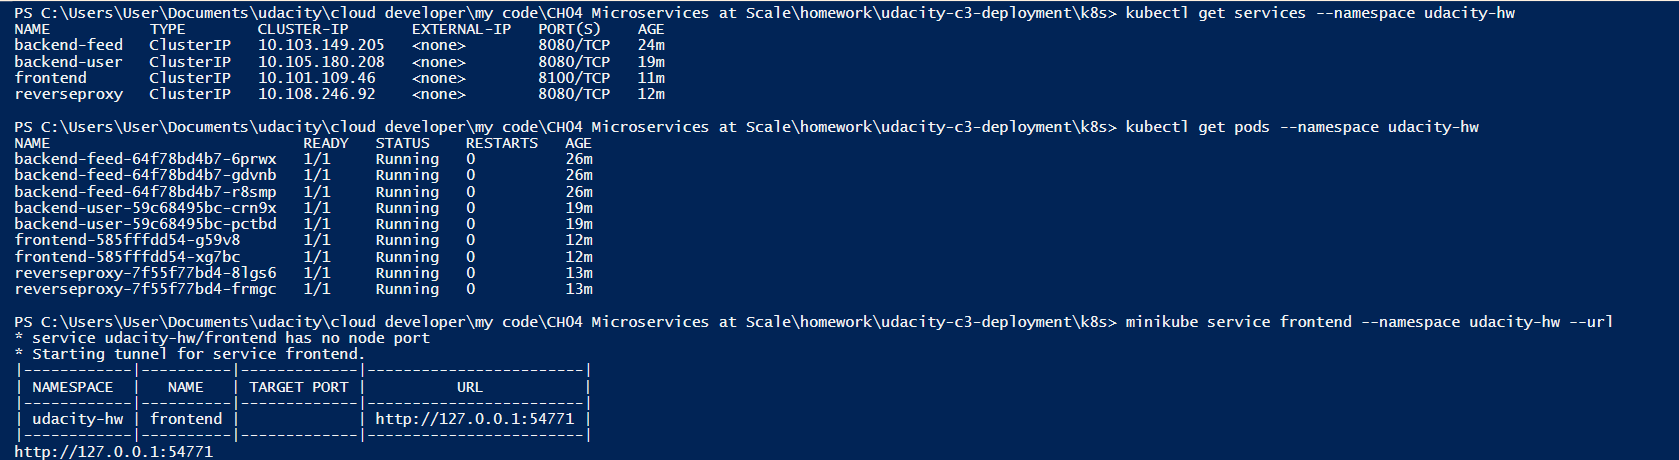 PS C:\Users\User\Documents\udacity\cloud developer\my code\CH04 Microservices at Scale\homework\udacity-c3-deployment\k8s> kubectl get services --namespace udacity-hw
NAME           TYPE        CLUSTER-IP       EXTERNAL-IP   PORT(S)    AGE
backend-feed   ClusterIP   10.103.149.205   <none>        8080/TCP   24m
backend-user   ClusterIP   10.105.180.208   <none>        8080/TCP   19m
frontend       ClusterIP   10.101.109.46    <none>        8100/TCP   11m
reverseproxy   ClusterIP   10.108.246.92    <none>        8080/TCP   12m
PS C:\Users\User\Documents\udacity\cloud developer\my code\CH04 Microservices at Scale\homework\udacity-c3-deployment\k8s> kubectl get pods --namespace udacity-hw
NAME                            READY   STATUS    RESTARTS   AGE
backend-feed-64f78bd4b7-6prwx   1/1     Running   0          26m
backend-feed-64f78bd4b7-gdvnb   1/1     Running   0          26m
backend-feed-64f78bd4b7-r8smp   1/1     Running   0          26m
backend-user-59c68495bc-crn9x   1/1     Running   0          19m
backend-user-59c68495bc-pctbd   1/1     Running   0          19m
frontend-585fffdd54-g59v8       1/1     Running   0          12m
frontend-585fffdd54-xg7bc       1/1     Running   0          12m
reverseproxy-7f55f77bd4-8lgs6   1/1     Running   0          13m
reverseproxy-7f55f77bd4-frmgc   1/1     Running   0          13m
PS C:\Users\User\Documents\udacity\cloud developer\my code\CH04 Microservices at Scale\homework\udacity-c3-deployment\k8s> minikube service frontend --namespace udacity-hw --url
* service udacity-hw/frontend has no node port
* Starting tunnel for service frontend.
|------------|----------|-------------|------------------------|
| NAMESPACE  |   NAME   | TARGET PORT |          URL           |
|------------|----------|-------------|------------------------|
| udacity-hw | frontend |             | http://127.0.0.1:54771 |
|------------|----------|-------------|------------------------|
http://127.0.0.1:54771